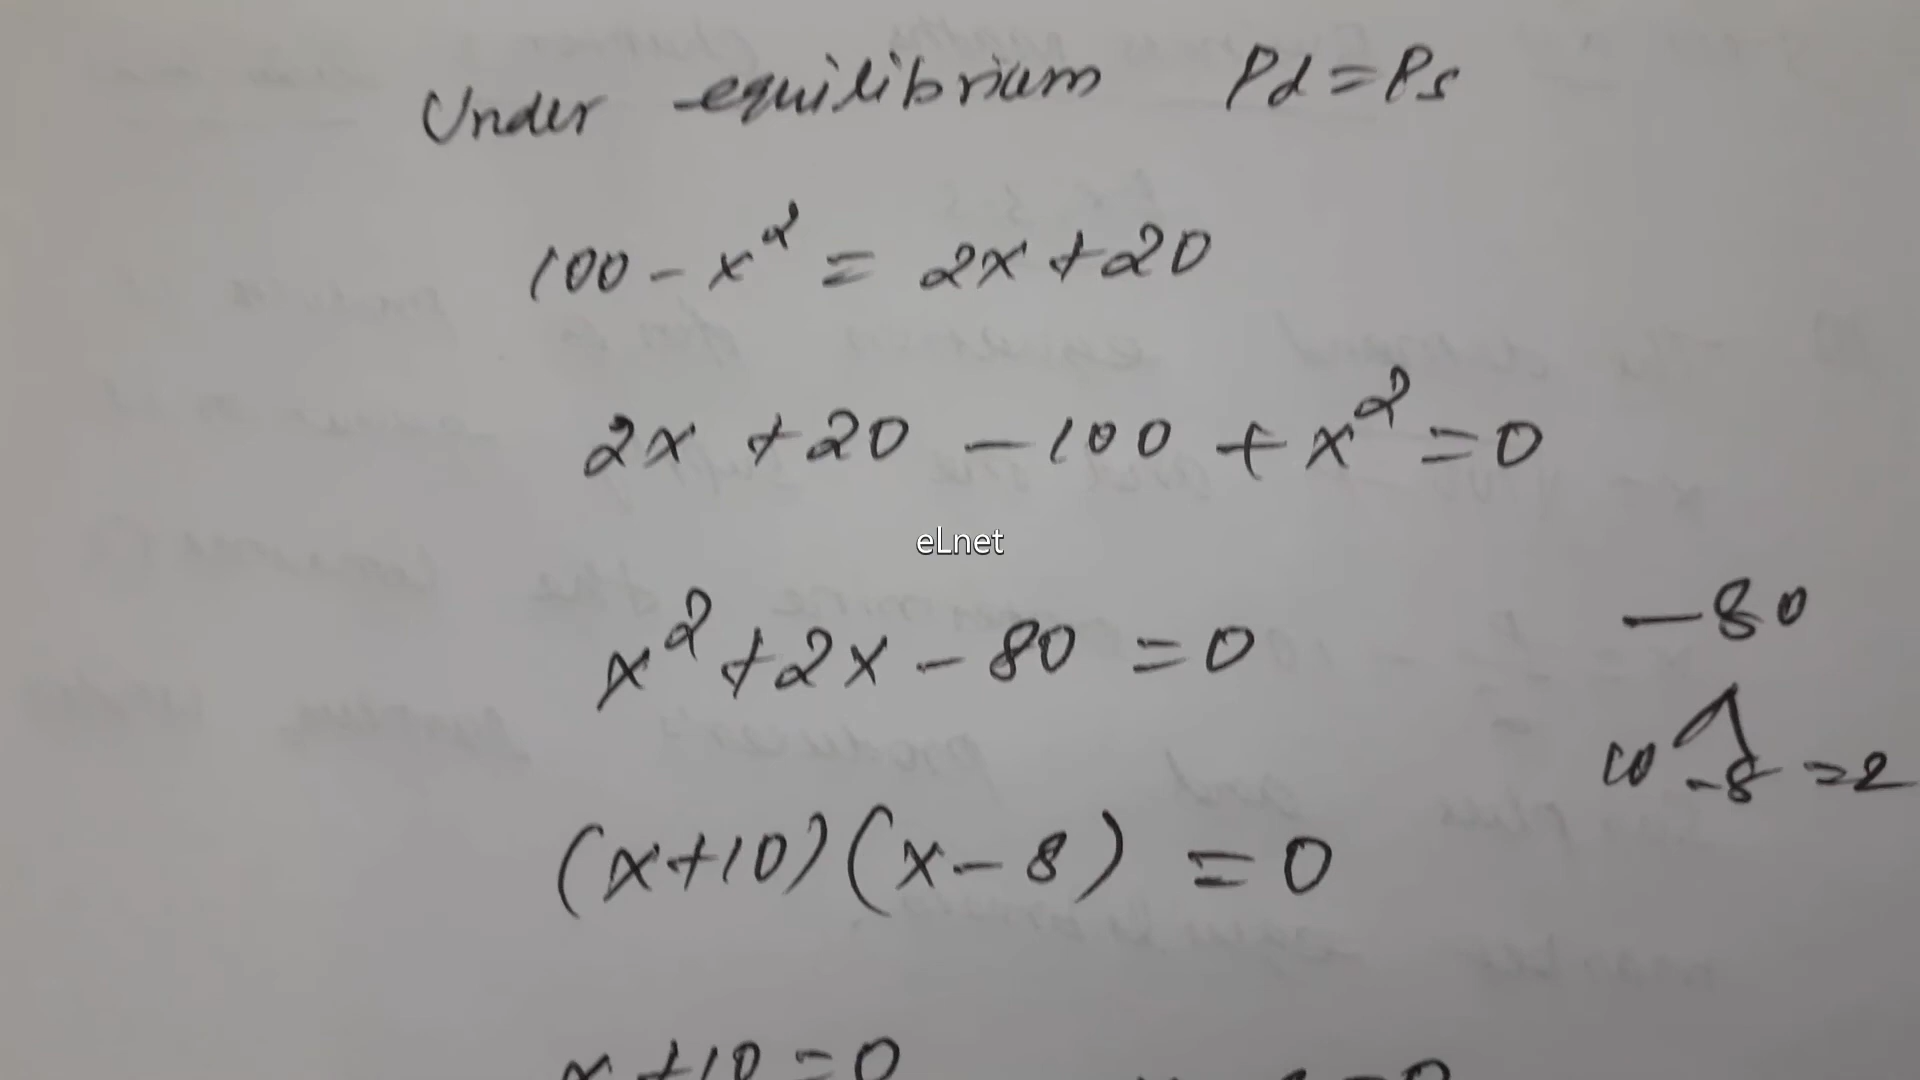 Under equilibrium Pd = Ps
100 - x² = 2x + 20
2x + 20 - 100 + x² = 0
eLnet
x² + 2x - 80 = 0
-80
10 -8 = 2
(x+10)(x-8) = 0
x + 10 = 0